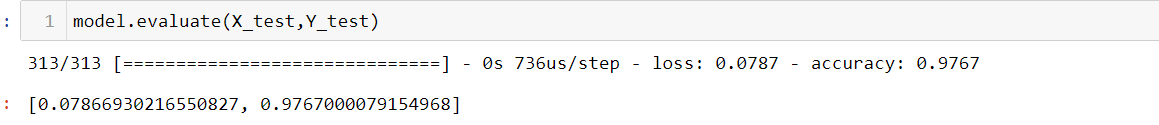 : 1 model.evaluate(X_test,Y_test)
313/313 [==============================] - 0s 736us/step - loss: 0.0787 - accuracy: 0.9767
: [0.07866930216550827, 0.9767000079154968]